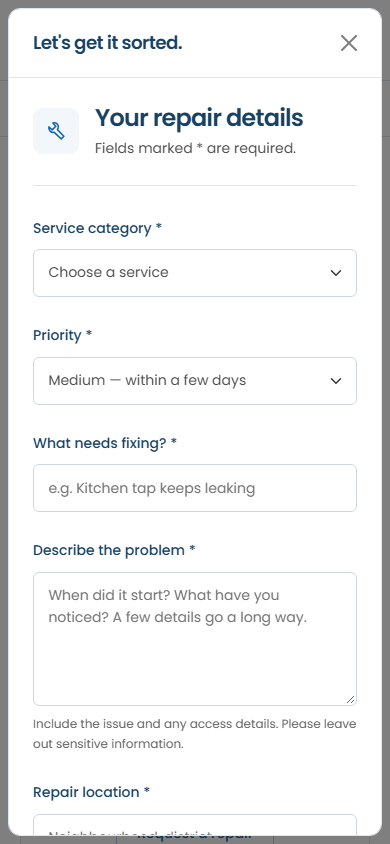 Let's get it sorted.
Your repair details
Fields marked * are required.
Service category *
Choose a service
Priority *
Medium — within a few days
What needs fixing? *
e.g. Kitchen tap keeps leaking
Describe the problem *
When did it start? What have you
noticed? A few details go a long way.
Include the issue and any access details. Please leave
out sensitive information.
Repair location *